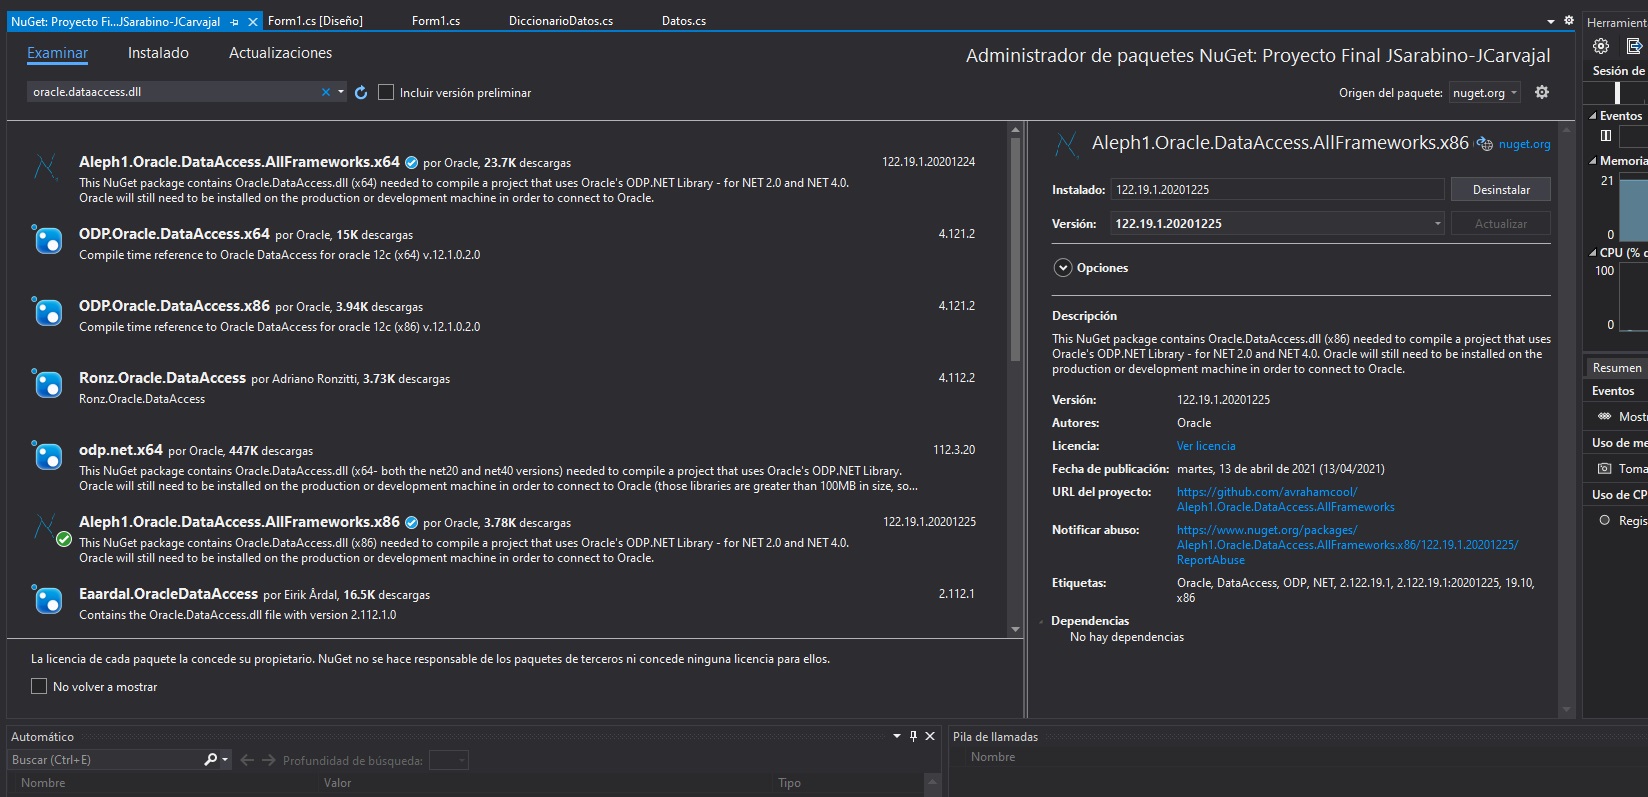 NuGet: Proyecto Fi...JSarabino-JCarvajal
Form1.cs [Diseño]
Form1.cs
DiccionarioDatos.cs
Datos.cs
Examinar
Instalado
Actualizaciones
Administrador de paquetes NuGet: Proyecto Final JSarabino-JCarvajal
oracle.dataaccess.dll
Incluir versión preliminar
Origen del paquete: nuget.org
Aleph1.Oracle.DataAccess.AllFrameworks.x64 por Oracle, 23.7K descargas 122.19.1.20201224
This NuGet package contains Oracle.DataAccess.dll (x64) needed to compile a project that uses Oracle's ODP.NET Library - for NET 2.0 and NET 4.0.
Oracle will still need to be installed on the production or development machine in order to connect to Oracle.
ODP.Oracle.DataAccess.x64 por Oracle, 15K descargas 4.121.2
Compile time reference to Oracle DataAccess for oracle 12c (x64) v.12.1.0.2.0
ODP.Oracle.DataAccess.x86 por Oracle, 3.94K descargas 4.121.2
Compile time reference to Oracle DataAccess for oracle 12c (x86) v.12.1.0.2.0
Ronz.Oracle.DataAccess por Adriano Ronzitti, 3.73K descargas 4.112.2
Ronz.Oracle.DataAccess
odp.net.x64 por Oracle, 447K descargas 112.3.20
This NuGet package contains Oracle.DataAccess.dll (x64- both the net20 and net40 versions) needed to compile a project that uses Oracle's ODP.NET Library.
Oracle will still need to be installed on the production or development machine in order to connect to Oracle (those libraries are greater than 100MB in size, so...
Aleph1.Oracle.DataAccess.AllFrameworks.x86 por Oracle, 3.78K descargas 122.19.1.20201225
This NuGet package contains Oracle.DataAccess.dll (x86) needed to compile a project that uses Oracle's ODP.NET Library - for NET 2.0 and NET 4.0.
Oracle will still need to be installed on the production or development machine in order to connect to Oracle.
Eaardal.OracleDataAccess por Eirik Årdal, 16.5K descargas 2.112.1
Contains the Oracle.DataAccess.dll file with version 2.112.1.0
La licencia de cada paquete la concede su propietario. NuGet no se hace responsable de los paquetes de terceros ni concede ninguna licencia para ellos.
No volver a mostrar
Aleph1.Oracle.DataAccess.AllFrameworks.x86 nuget.org
Instalado: 122.19.1.20201225 Desinstalar
Versión: 122.19.1.20201225 Actualizar
Opciones
Descripción
This NuGet package contains Oracle.DataAccess.dll (x86) needed to compile a project that uses
Oracle's ODP.NET Library - for NET 2.0 and NET 4.0. Oracle will still need to be installed on the
production or development machine in order to connect to Oracle.
Versión: 122.19.1.20201225
Autores: Oracle
Licencia: Ver licencia
Fecha de publicación: martes, 13 de abril de 2021 (13/04/2021)
URL del proyecto: https://github.com/avrahamcool/
Aleph1.Oracle.DataAccess.AllFrameworks
Notificar abuso: https://www.nuget.org/packages/
Aleph1.Oracle.DataAccess.AllFrameworks.x86/122.19.1.20201225/
ReportAbuse
Etiquetas: Oracle, DataAccess, ODP, NET, 2.122.19.1, 2.122.19.1:20201225, 19.10,
x86
Dependencias
No hay dependencias
Herramient
Sesión de
Eventos
Memoria
21
0
CPU (% d
100
0
Resumen
Eventos
Most
Uso de me
Toma
Uso de CP
Regis
Automático
Buscar (Ctrl+E)
Profundidad de búsqueda:
Nombre
Valor
Tipo
Pila de llamadas
Nombre